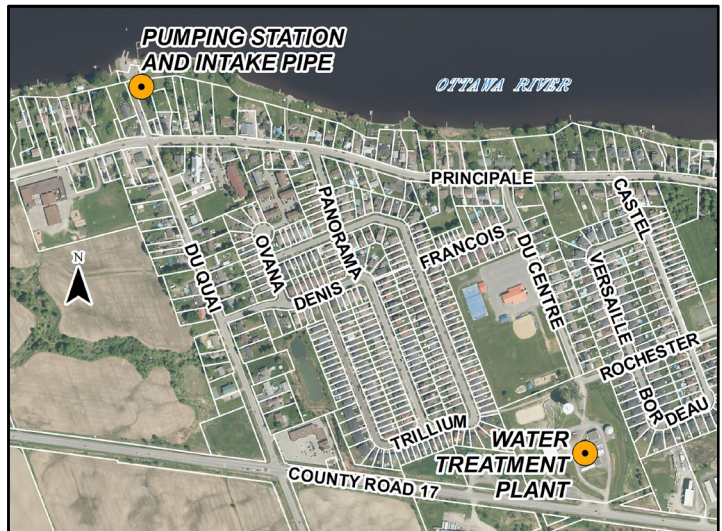 PUMPING STATION
AND INTAKE PIPE
OTTAWA RIVER
PRINCIPALE
CASTEL
PANORAMA
FRANCOIS
DU CENTRE
VERSAILLE
OVANA
DU QUAI
N
DENIS
ROCHESTER
BOR
DEAU
TRILLIUM
WATER
TREATMENT
PLANT
COUNTY ROAD 17